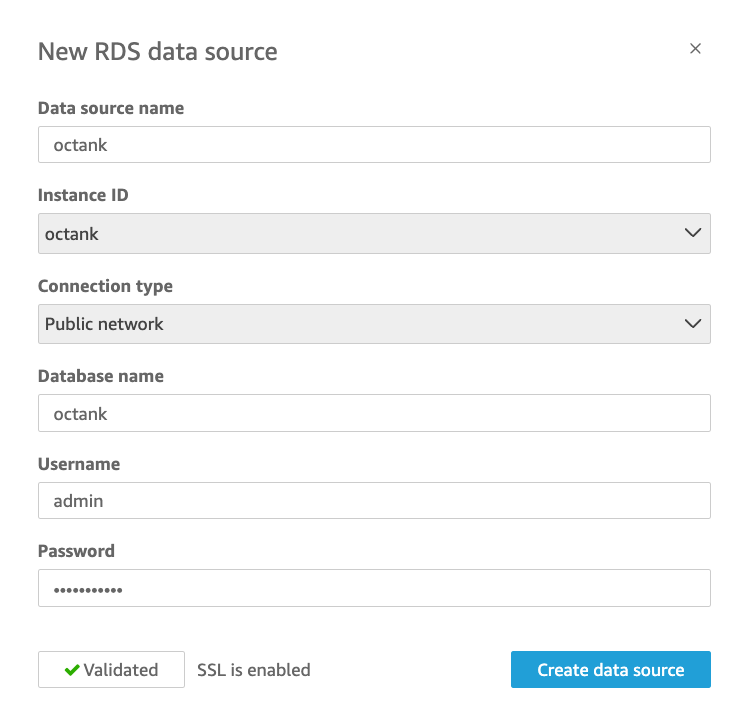 New RDS data source
Data source name
octank
Instance ID
octank
Connection type
Public network
Database name
octank
Username
admin
Password
•••••••••••
Validated SSL is enabled Create data source